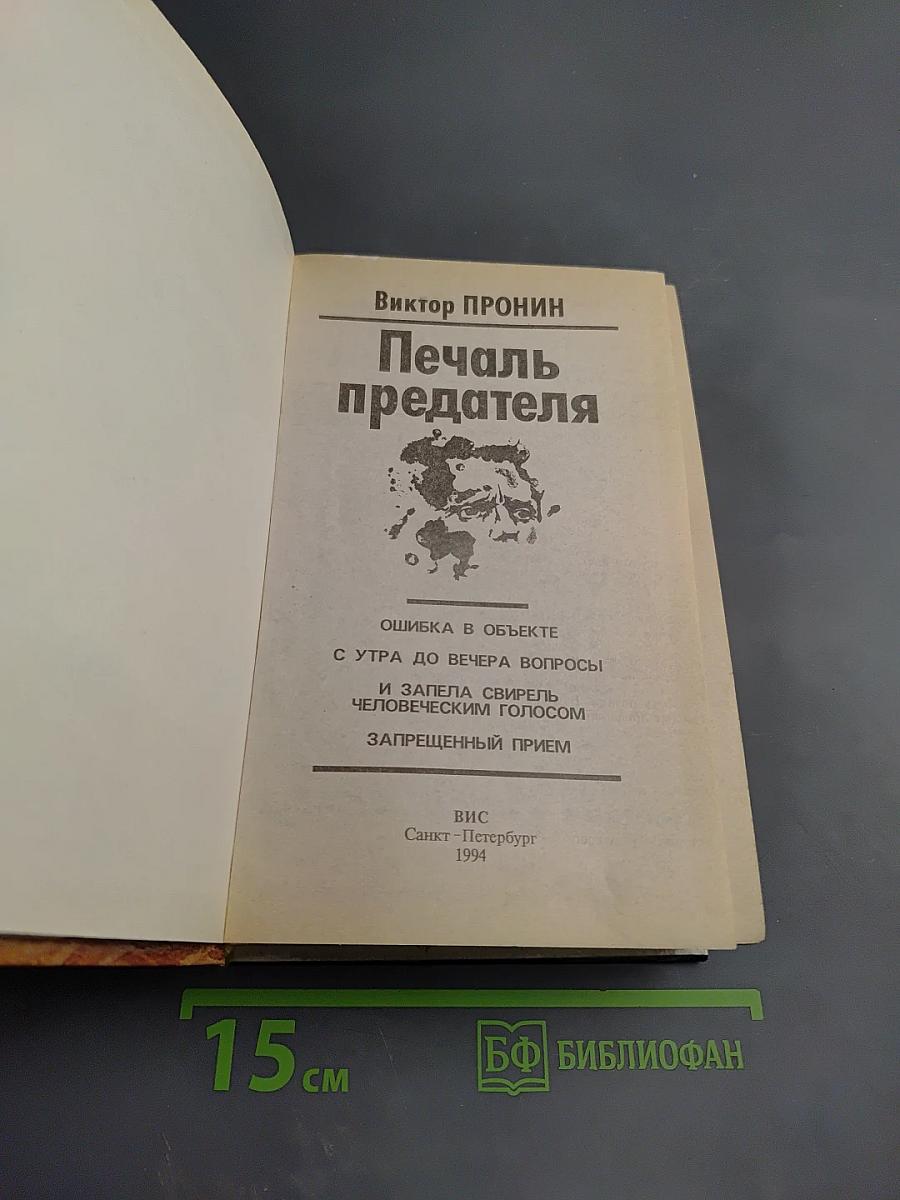 Виктор ПРОНИН
Печаль
предателя
ОШИБКА В ОБЪЕКТЕ
С УТРА ДО ВЕЧЕРА ВОПРОСЫ
И ЗАПЕЛА СВИРЕЛЬ
ЧЕЛОВЕЧЕСКИМ ГОЛОСОМ
ЗАПРЕЩЕННЫЙ ПРИЕМ
ВИС
Санкт-Петербург
1994
15 см
БФ БИБЛИОФАН